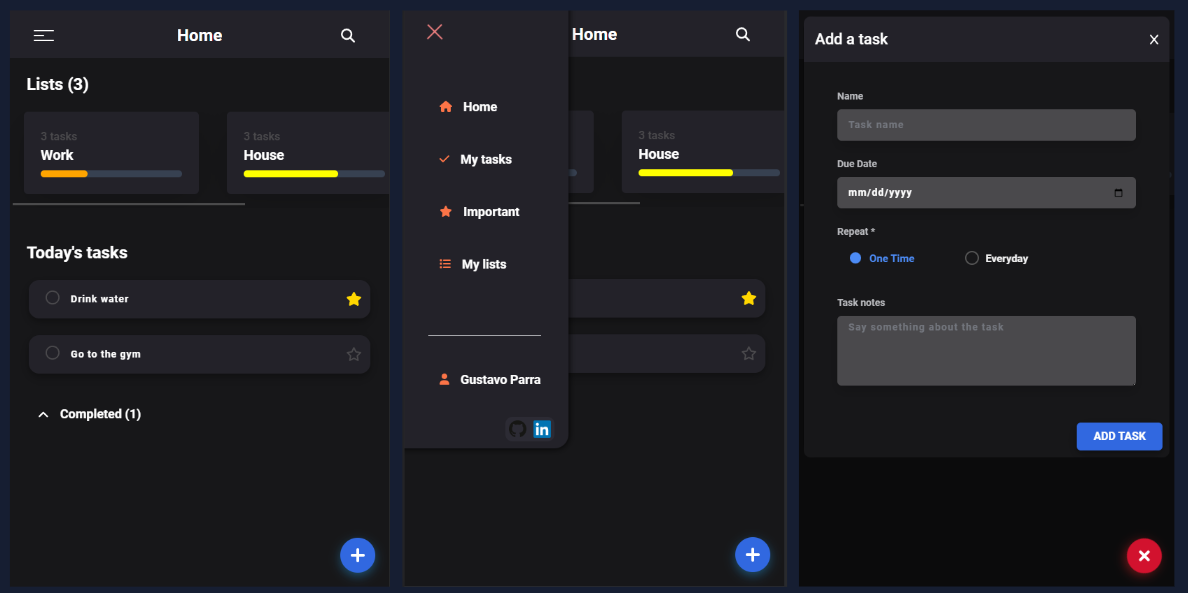 Home
Lists (3)
3 tasks
Work
3 tasks
House
Today's tasks
Drink water
Go to the gym
Completed (1)
Home
Home
My tasks
Important
My lists
Gustavo Parra
in
3 tasks
House
Add a task
X
Name
Task name
Due Date
mm/dd/yyyy
Repeat *
One Time
Everyday
Task notes
Say something about the task
ADD TASK